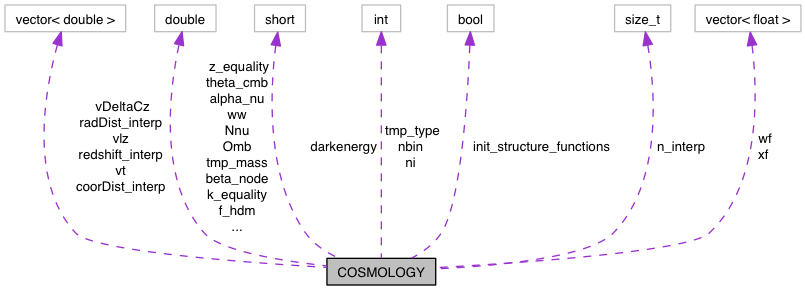 vector< double >
double
short
int
bool
size_t
vector< float >
vDeltaCz
radDist_interp
vlz
redshift_interp
vt
coorDist_interp
z_equality
theta_cmb
alpha_nu
ww
Nnu
Omb
tmp_mass
beta_node
k_equality
f_hdm
...
darkenergy
tmp_type
nbin
ni
init_structure_functions
n_interp
wf
xf
COSMOLOGY